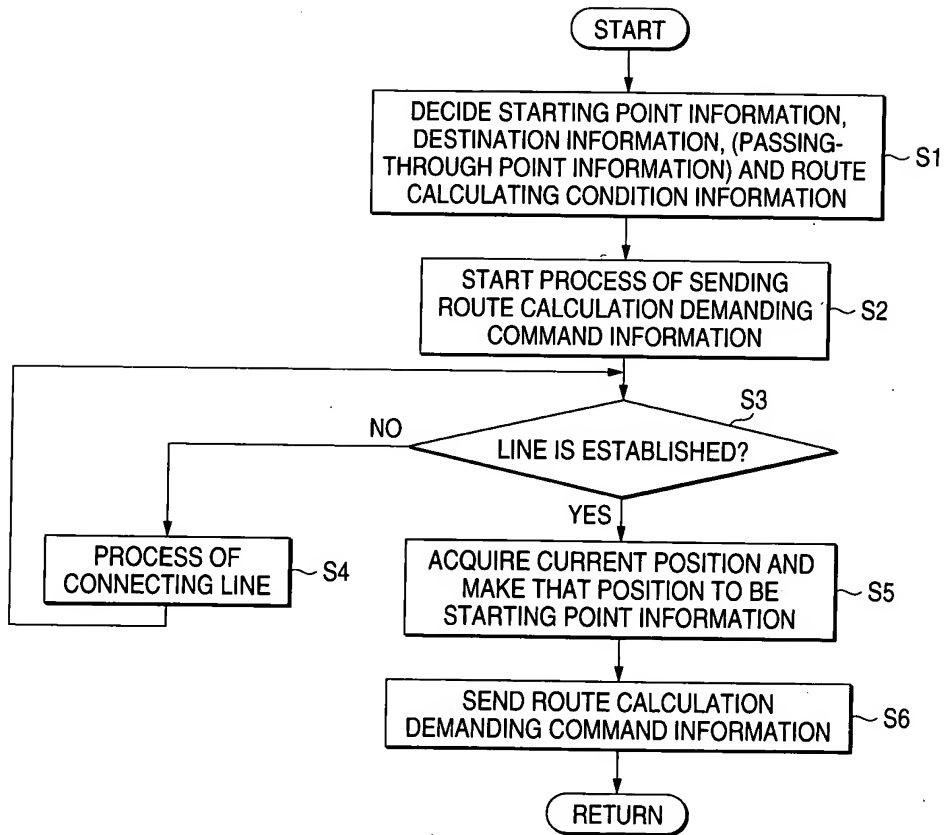 START
DECIDE STARTING POINT INFORMATION,
DESTINATION INFORMATION, (PASSING-
THROUGH POINT INFORMATION) AND ROUTE
CALCULATING CONDITION INFORMATION
S1
START PROCESS OF SENDING
ROUTE CALCULATION DEMANDING
COMMAND INFORMATION
S2
S3
LINE IS ESTABLISHED?
NO
YES
PROCESS OF
CONNECTING LINE
S4
ACQUIRE CURRENT POSITION AND
MAKE THAT POSITION TO BE
STARTING POINT INFORMATION
S5
SEND ROUTE CALCULATION
DEMANDING COMMAND INFORMATION
S6
RETURN